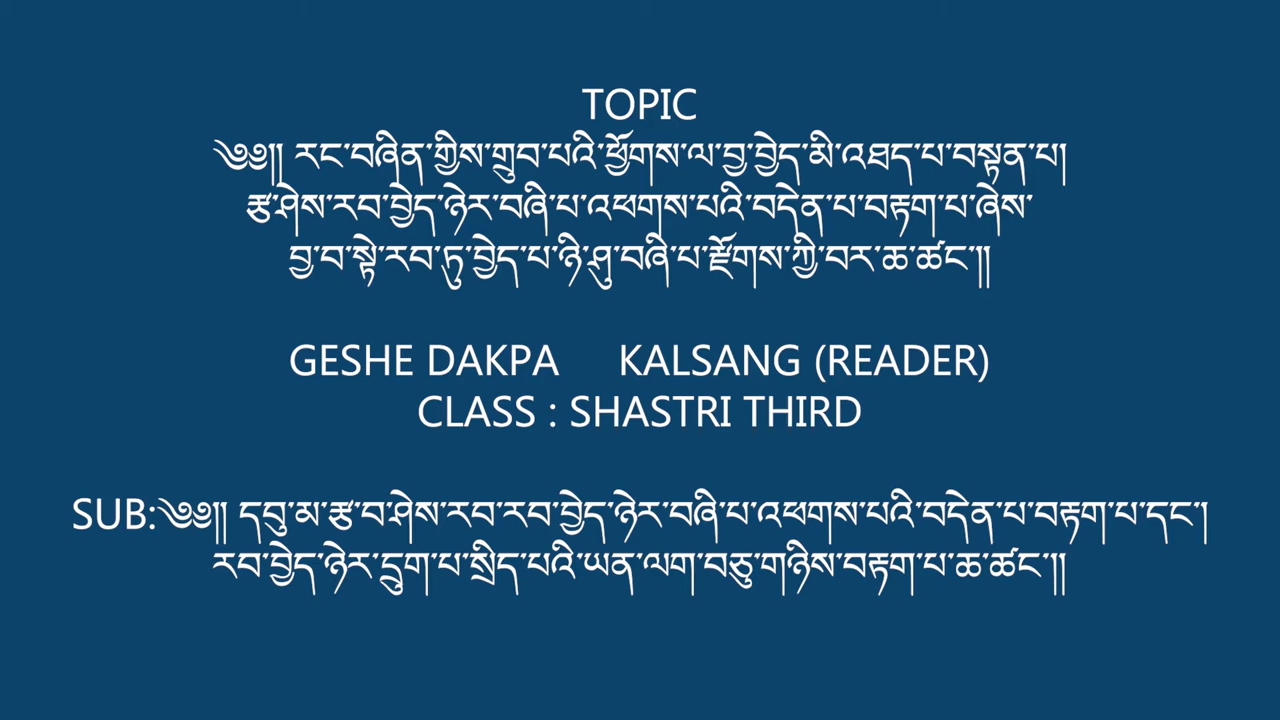 TOPIC
༄༅།། རང་བཞིན་གྱིས་གྲུབ་པའི་ཕྱོགས་ལ་བྱ་བྱེད་མི་འཐད་པ་བསྟན་པ།
རྩ་ཤེས་རབ་བྱེད་ཉེར་བཞི་པ་འཕགས་པའི་བདེན་པ་བརྟག་པ་ཞེས་
བྱ་བ་སྟེ་རབ་ཏུ་བྱེད་པ་ཉི་ཤུ་བཞི་པ་རྫོགས་ཀྱི་བར་ཆ་ཚང་།།
GESHE DAKPA KALSANG (READER)
CLASS : SHASTRI THIRD
SUB:༄༅།། དབུ་མ་རྩ་བ་ཤེས་རབ་རབ་བྱེད་ཉེར་བཞི་པ་འཕགས་པའི་བདེན་པ་བརྟག་པ་དང་།
རབ་བྱེད་ཉེར་དྲུག་པ་སྲིད་པའི་ཡན་ལག་བཅུ་གཉིས་བརྟག་པ་ཆ་ཚང་།།